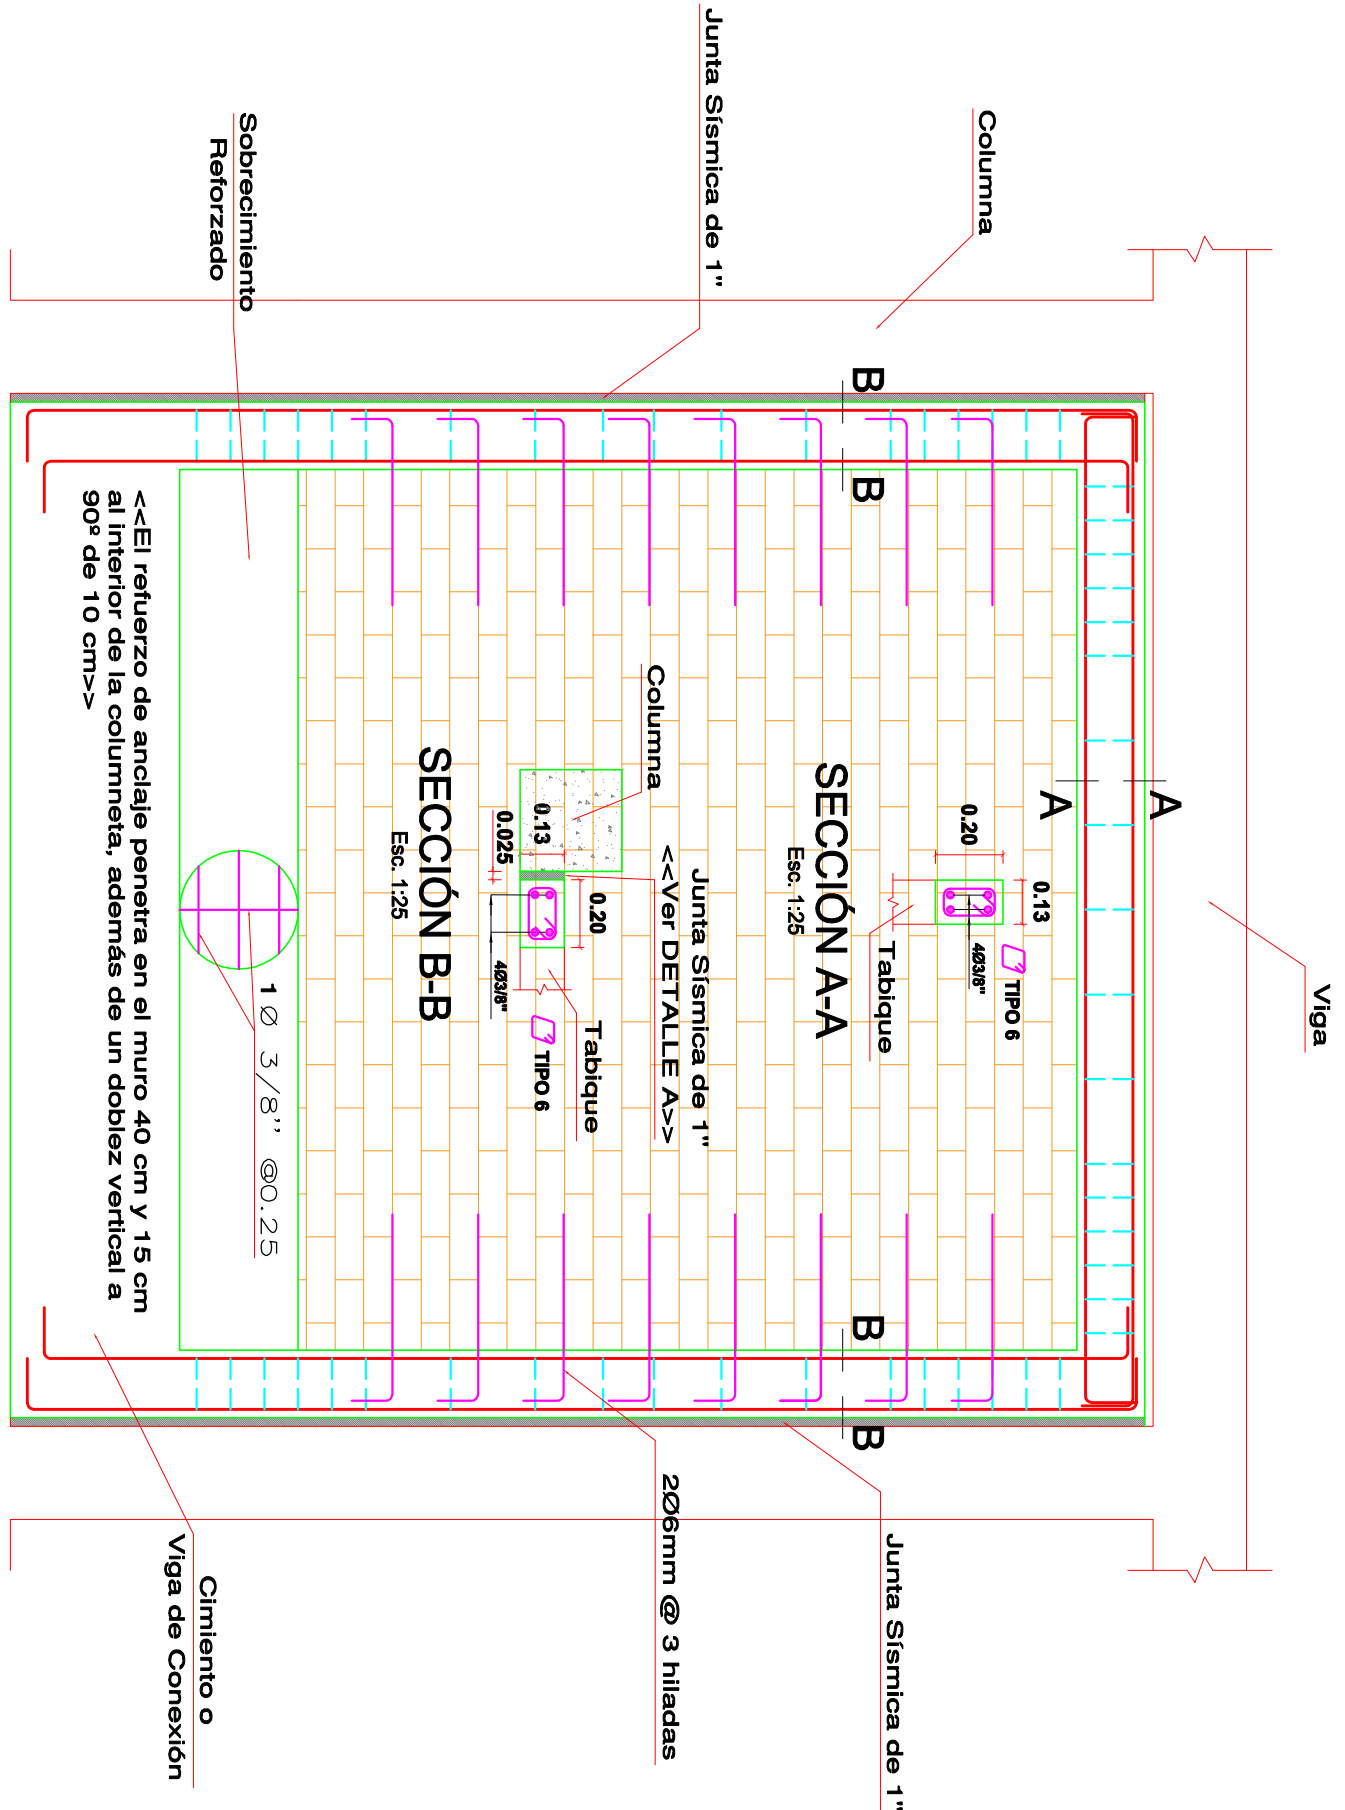 Viga
Columna
Junta Sísmica de 1"
Sobrecimiento
Reforzado
B
B
A
A
B
B
0.20
0.13
4Ø3/8"
TIPO 6
Tabique
SECCIÓN A-A
Esc. 1:25
Columna
Junta Sísmica de 1"
<<Ver DETALLE A>>
0.13
0.025
0.20
4Ø3/8"
Tabique
TIPO 6
SECCIÓN B-B
Esc. 1:25
1 Ø 3/8'' @0.25
<<El refuerzo de anclaje penetra en el muro 40 cm y 15 cm
al interior de la columneta, además de un doblez vertical a
90º de 10 cm>>
Junta Sísmica de 1"
2Ø6mm @ 3 hiladas
Cimiento o
Viga de Conexión